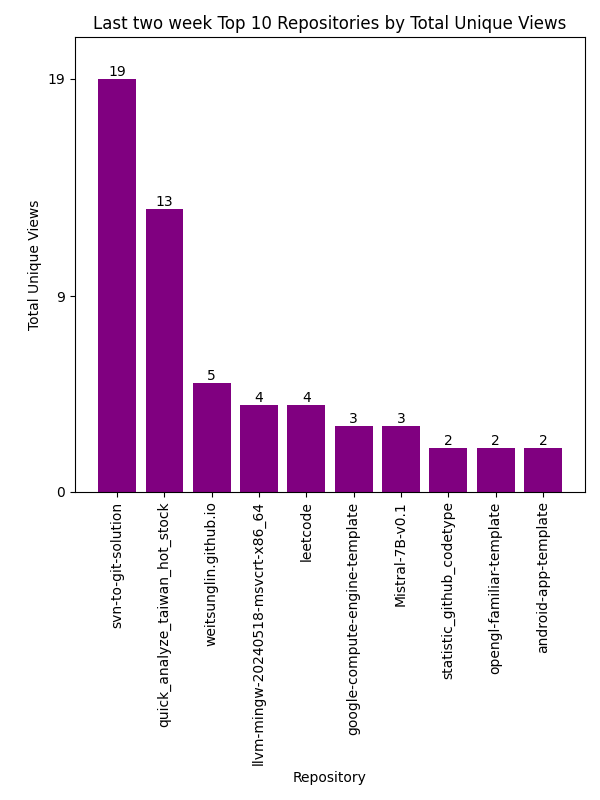 Last two week Top 10 Repositories by Total Unique Views
Total Unique Views
19
9
0
19
13
5
4
4
3
3
2
2
2
svn-to-git-solution
quick_analyze_taiwan_hot_stock
weitsunglin.github.io
llvm-mingw-20240518-msvcrt-x86_64
leetcode
google-compute-engine-template
Mistral-7B-v0.1
statistic_github_codetype
opengl-familiar-template
android-app-template
Repository